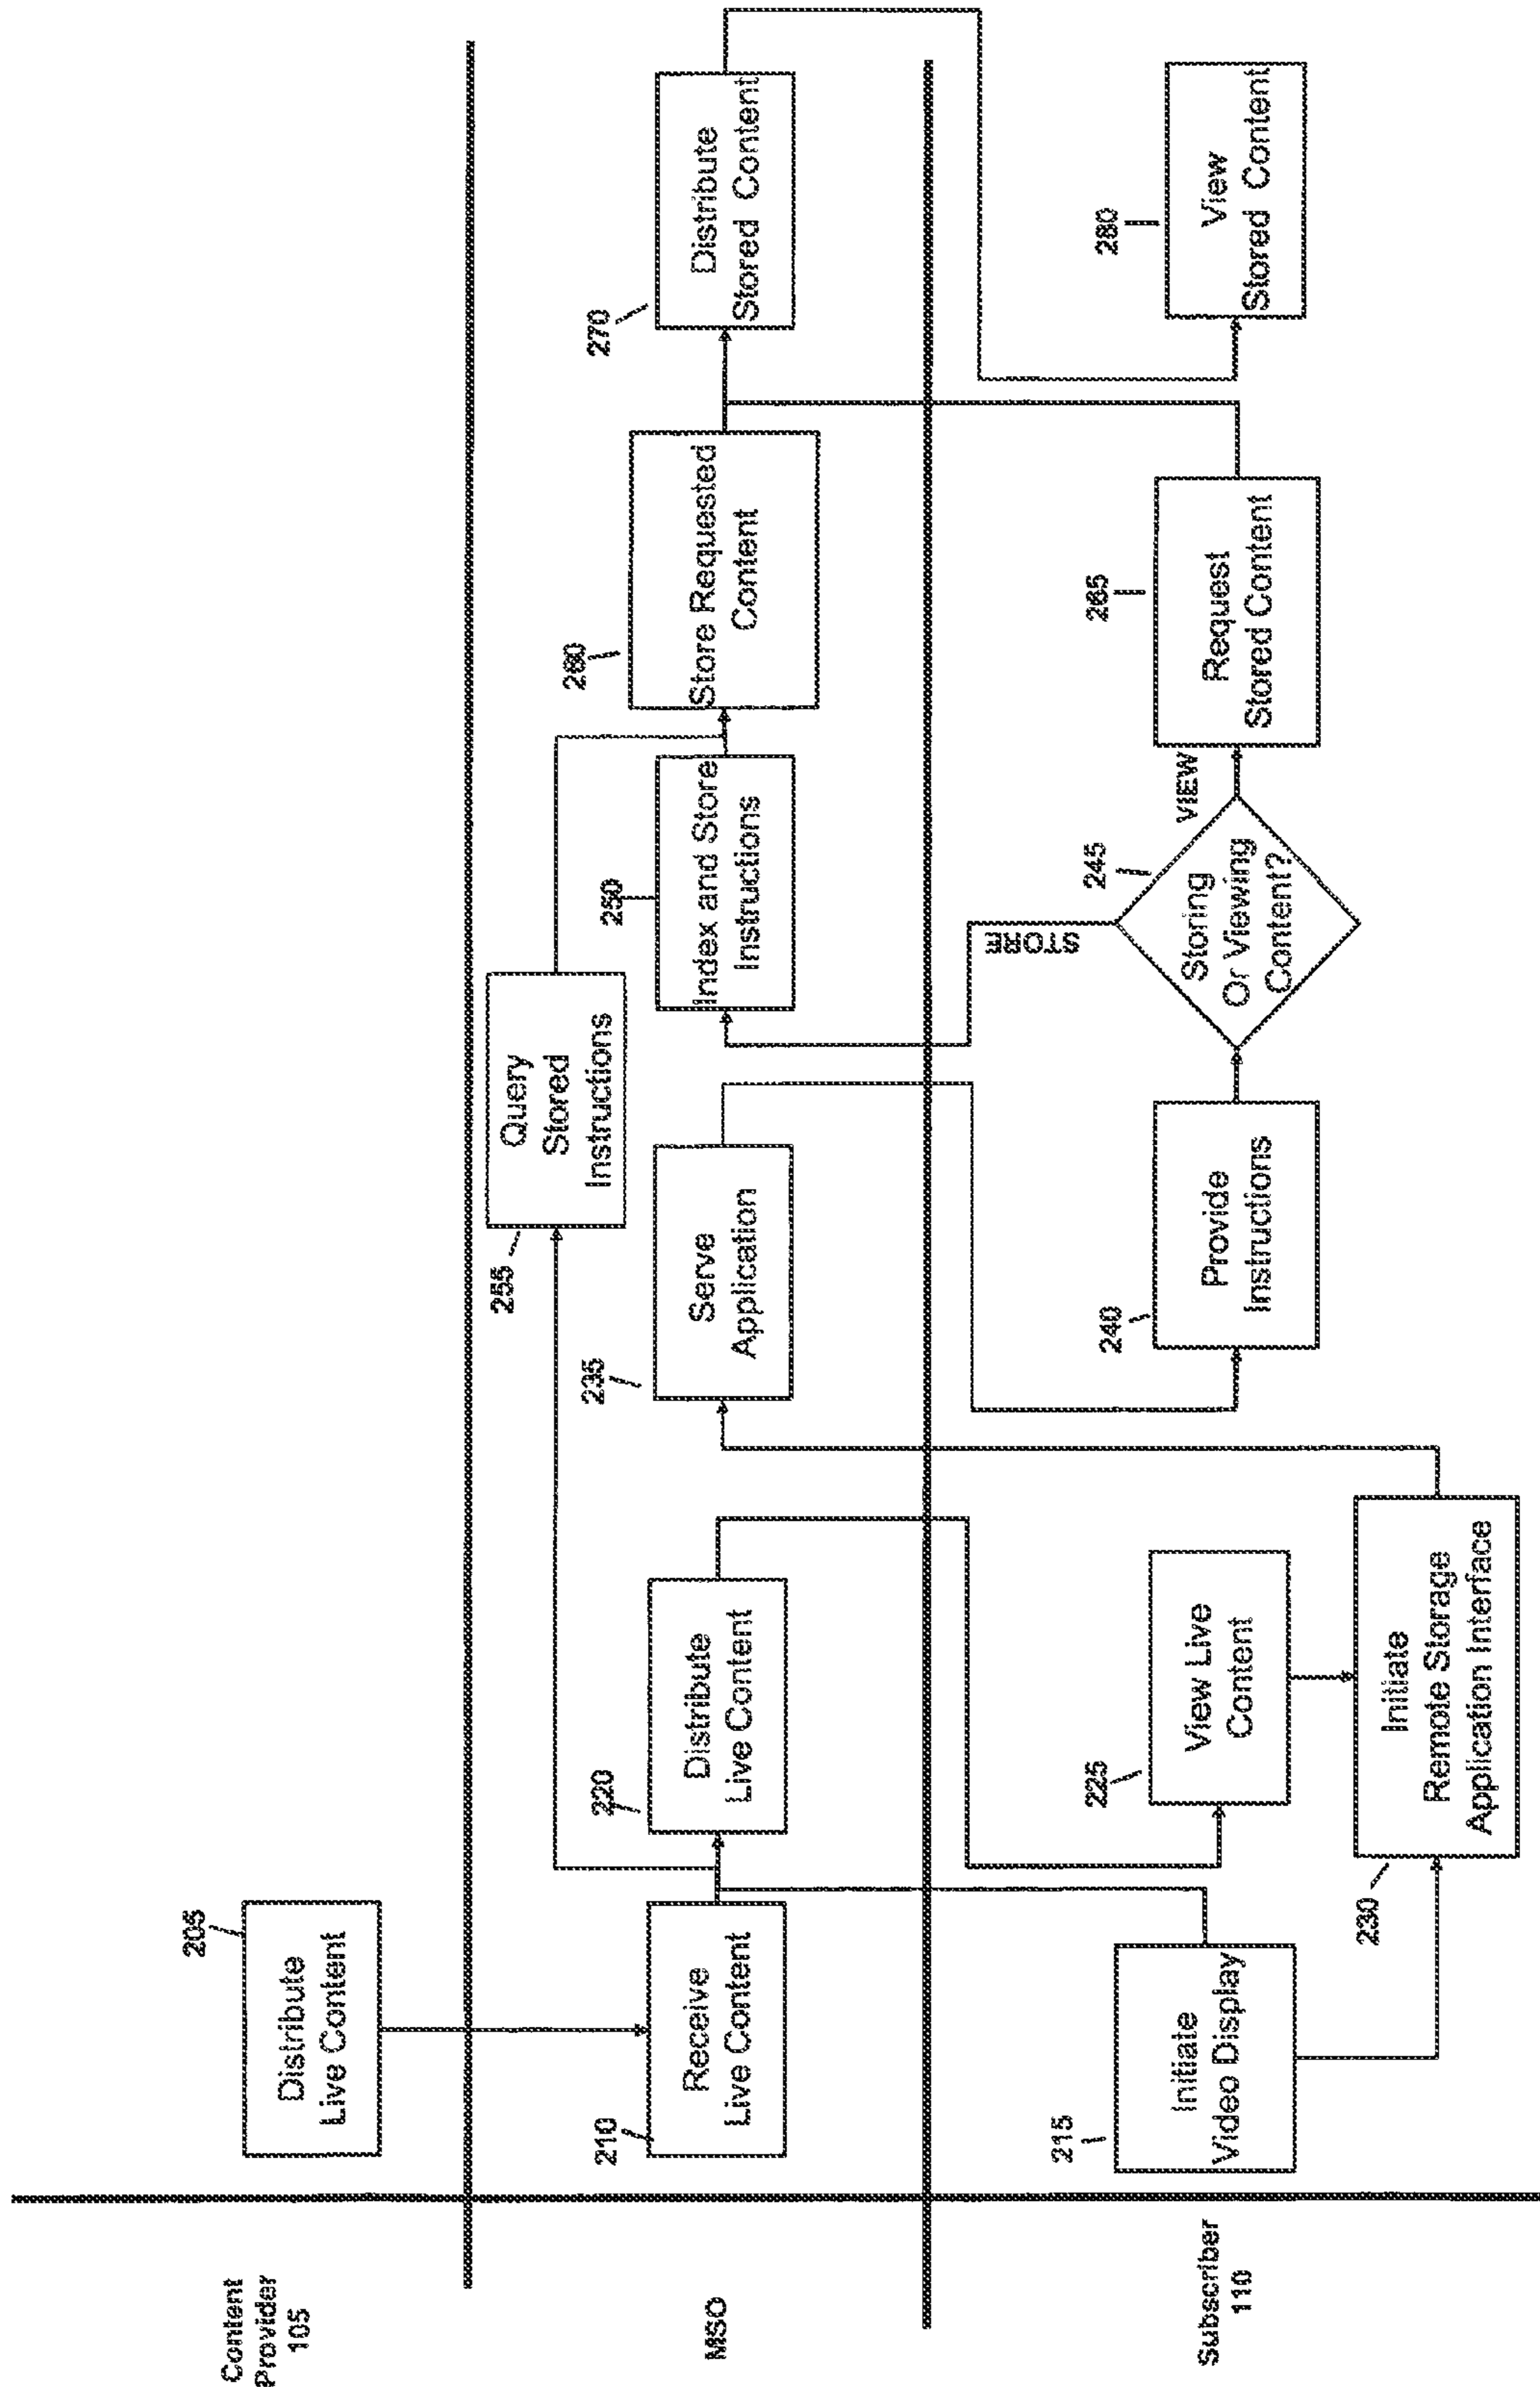 Content
Provider
105
205
Distribute
Live Content
255
Query
Stored
Instructions
MSO
210
Receive
Live Content
220
Distribute
Live Content
235
Serve
Application
250
Index and Store
Instructions
260
Store Requested
Content
270
Distribute
Stored Content
Subscriber
110
215
Initiate
Video Display
225
View Live
Content
230
Initiate
Remote Storage
Application Interface
240
Provide
Instructions
245
Storing
Or Viewing
Content?
STORE
VIEW
265
Request
Stored Content
280
View
Stored Content